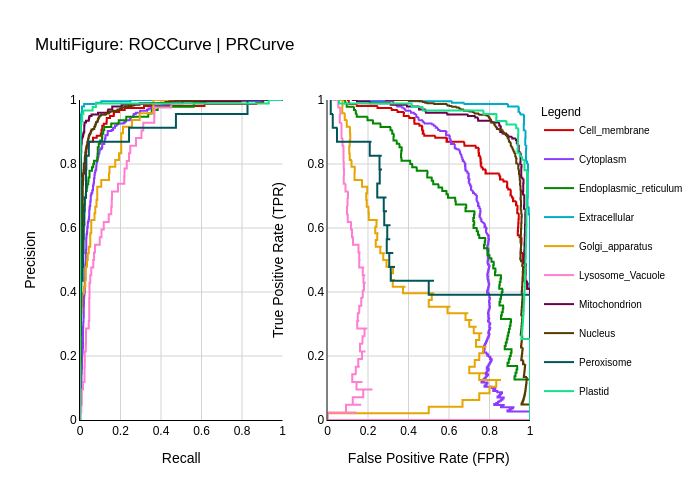 MultiFigure: ROCCurve | PRCurve
Precision
1
0.8
0.6
0.4
0.2
0
0
0.2
0.4
0.6
0.8
1
Recall
True Positive Rate (TPR)
1
0.8
0.6
0.4
0.2
0
0
0.2
0.4
0.6
0.8
1
False Positive Rate (FPR)
Legend
Cell_membrane
Cytoplasm
Endoplasmic_reticulum
Extracellular
Golgi_apparatus
Lysosome_Vacuole
Mitochondrion
Nucleus
Peroxisome
Plastid